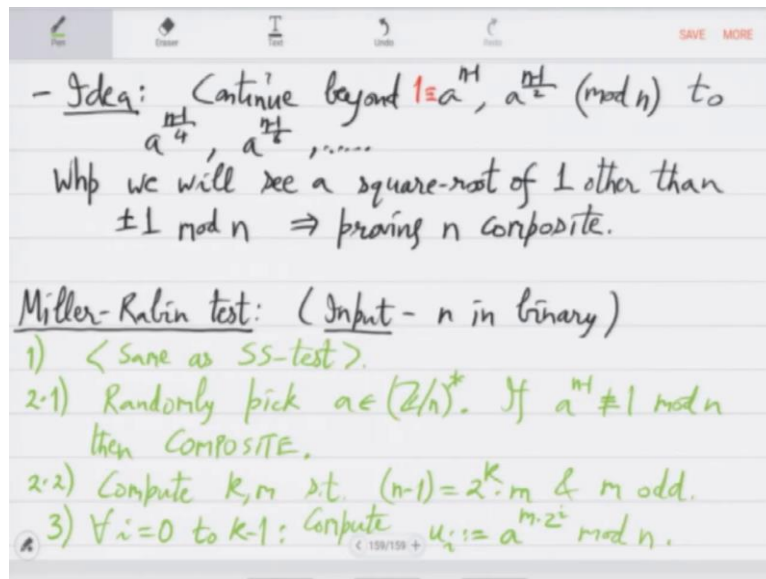 Pen Eraser Text Undo Redo SAVE MORE
- Idea: Continue beyond 1≡a^{n-1}, a^{\frac{n-1}{2}} (mod n) to
a^{\frac{n-1}{4}}, a^{\frac{n-1}{8}}, ......
Whp we will see a square-root of 1 other than
±1 mod n ⇒ proving n composite.
Miller-Rabin test: (Input - n in binary)
1) <Same as SS-test>.
2.1) Randomly pick a∈(ℤ/n)^*. If a^{n-1} ≢ 1 mod n
then COMPOSITE.
2.2) Compute k,m s.t. (n-1)=2^k·m & m odd.
3) ∀i=0 to k-1: Compute u_i := a^{m·2^i} mod n.
< 159/159 +